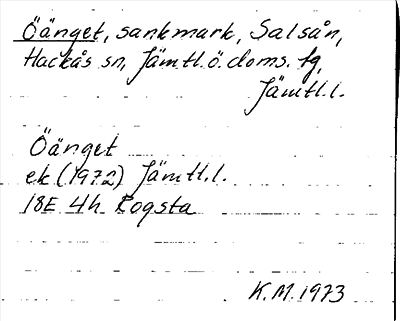 Öänget, sankmark, Salsån,
Hackås sn, Jämtl.ö.doms. tg,
Jämtl.l.
Öänget
ek (1972) Jämtl.l.
18E 4h Rogsta
K.M.1973